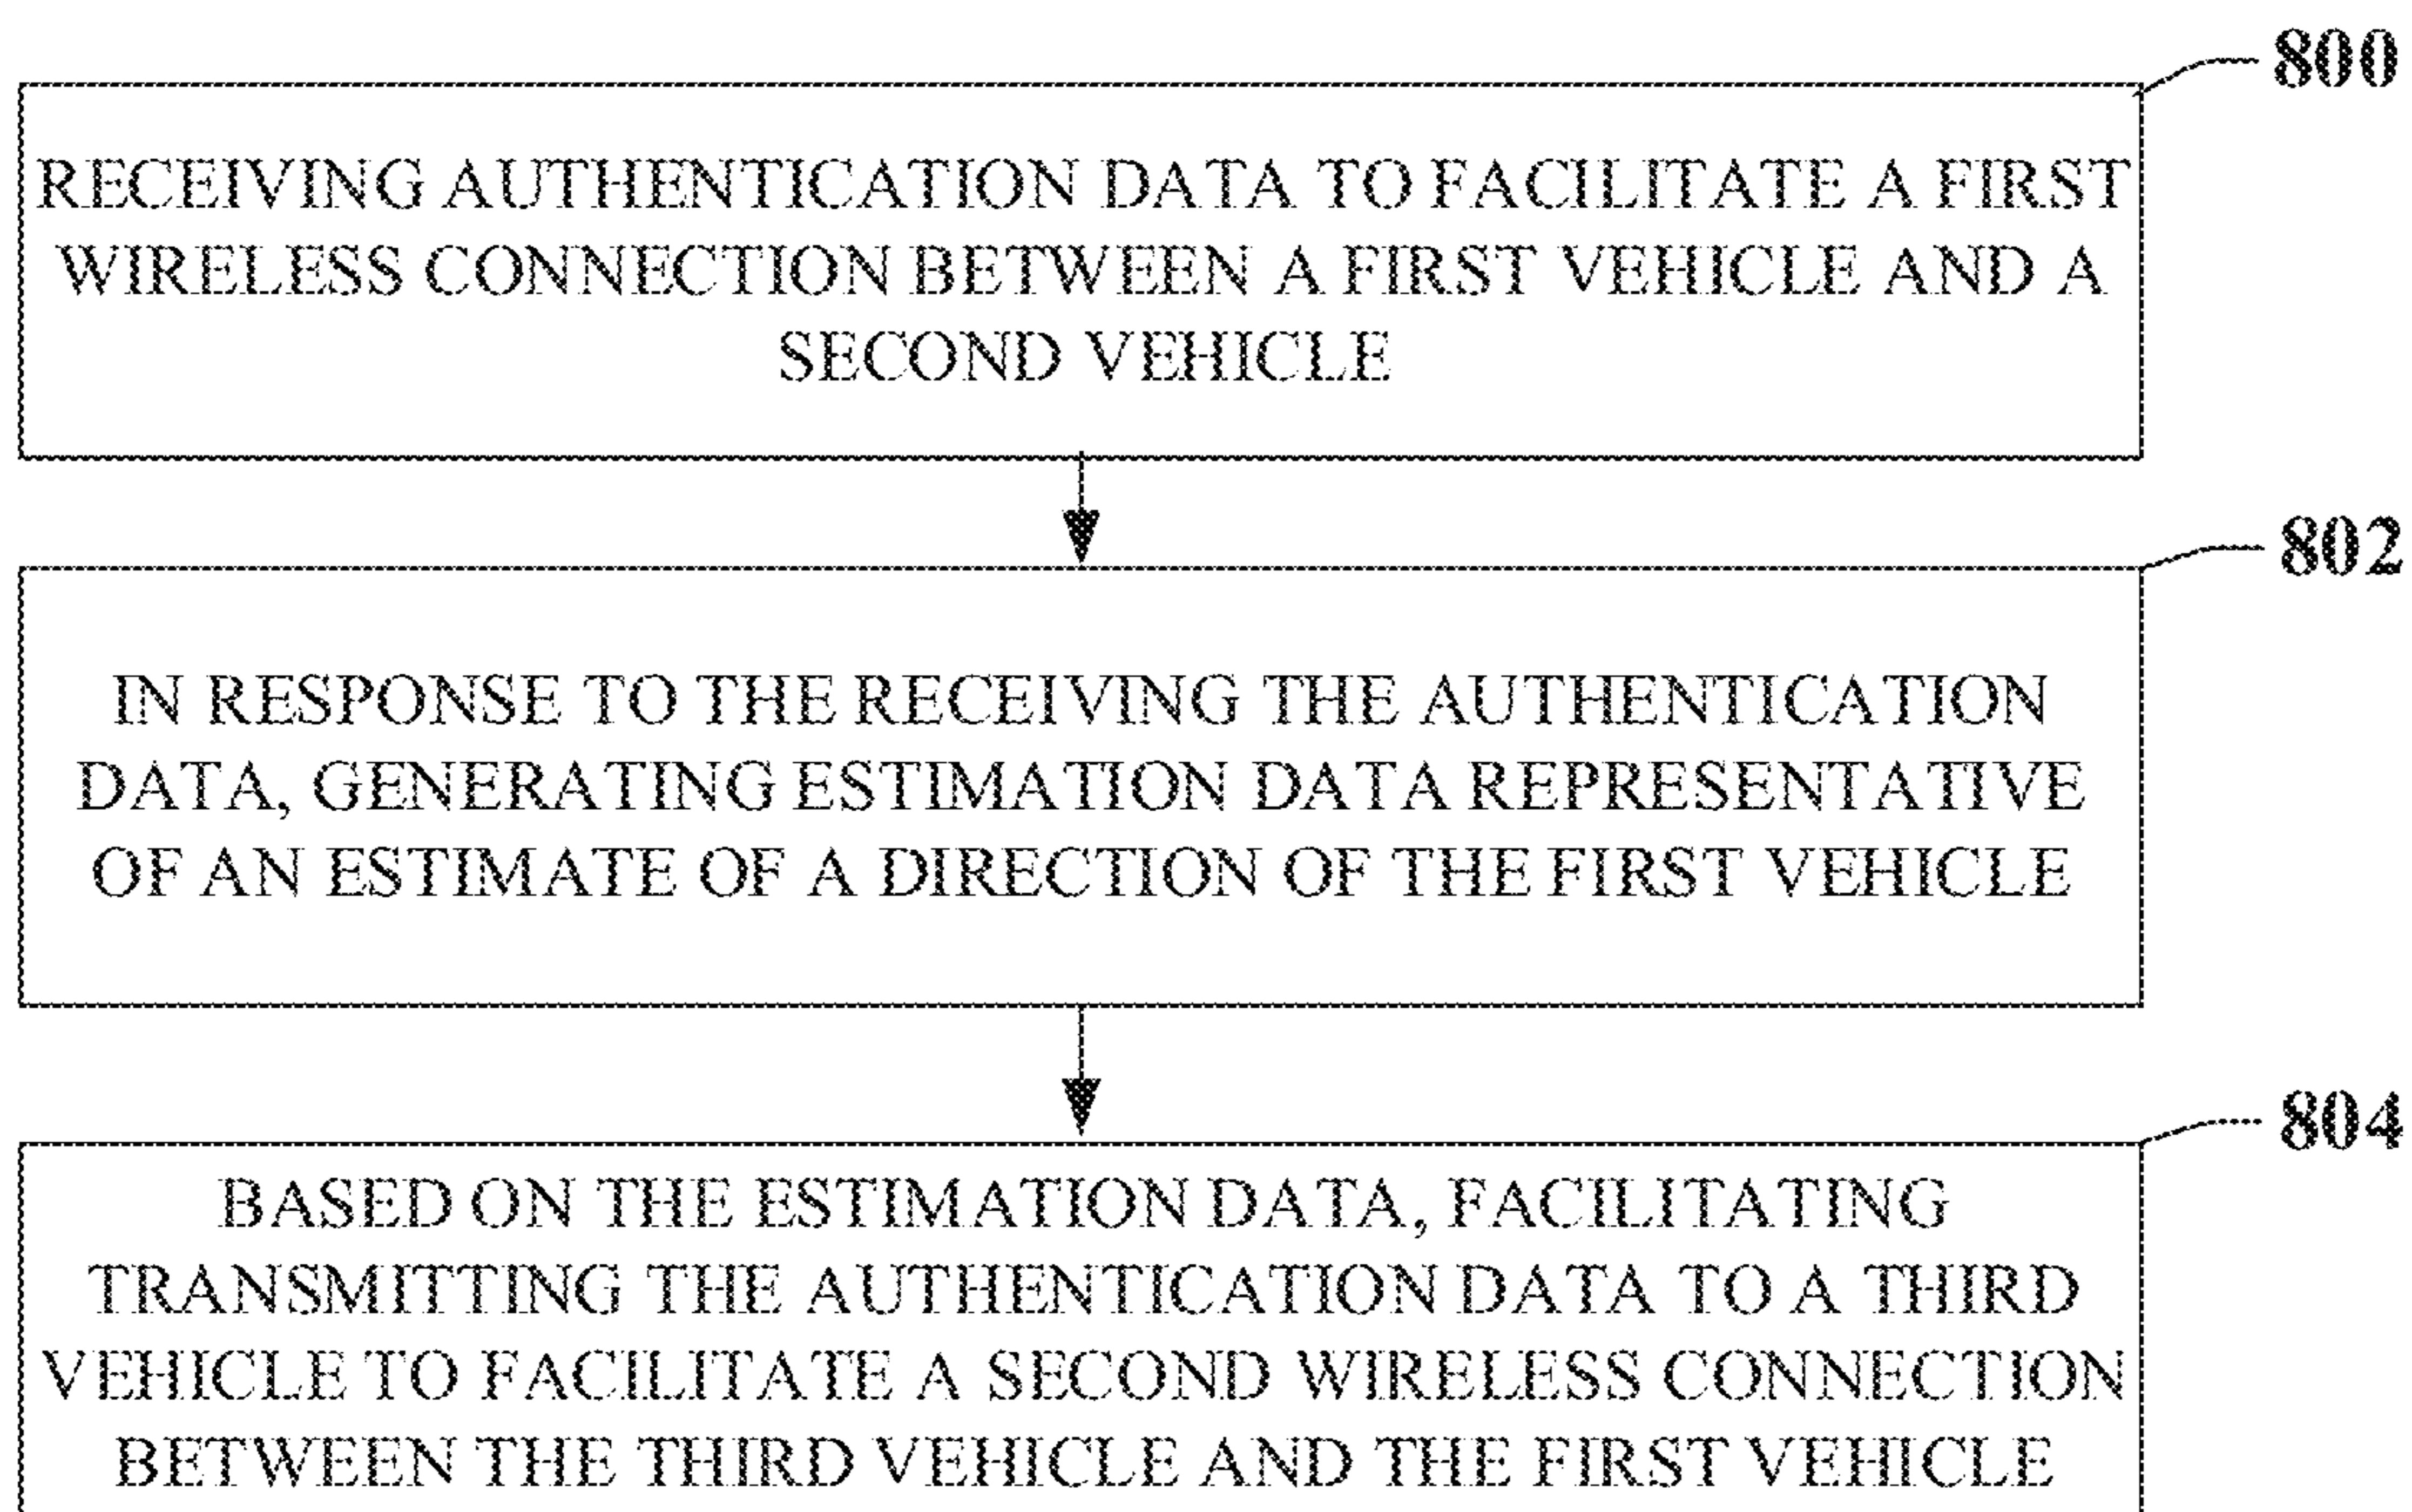 800
RECEIVING AUTHENTICATION DATA TO FACILITATE A FIRST
WIRELESS CONNECTION BETWEEN A FIRST VEHICLE AND A
SECOND VEHICLE
802
IN RESPONSE TO THE RECEIVING THE AUTHENTICATION
DATA, GENERATING ESTIMATION DATA REPRESENTATIVE
OF AN ESTIMATE OF A DIRECTION OF THE FIRST VEHICLE
804
BASED ON THE ESTIMATION DATA, FACILITATING
TRANSMITTING THE AUTHENTICATION DATA TO A THIRD
VEHICLE TO FACILITATE A SECOND WIRELESS CONNECTION
BETWEEN THE THIRD VEHICLE AND THE FIRST VEHICLE